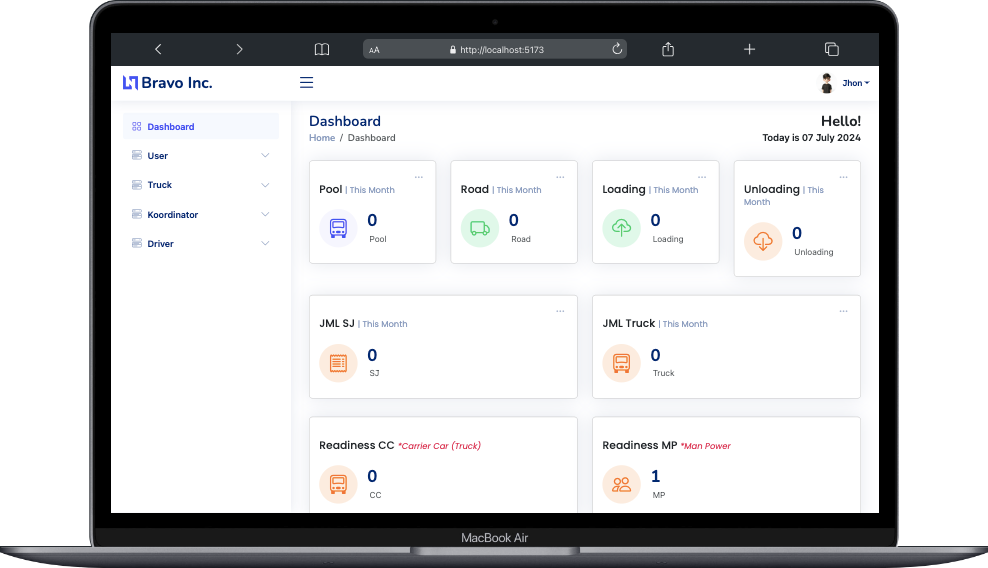 AA http://localhost:5173
Bravo Inc.
Jhon
Dashboard
User
Truck
Koordinator
Driver
Dashboard
Home / Dashboard
Hello!
Today is 07 July 2024
Pool | This Month
0
Pool
Road | This Month
0
Road
Loading | This Month
0
Loading
Unloading | This
Month
0
Unloading
JML SJ | This Month
0
SJ
JML Truck | This Month
0
Truck
Readiness CC *Carrier Car (Truck)
0
CC
Readiness MP *Man Power
1
MP
MacBook Air